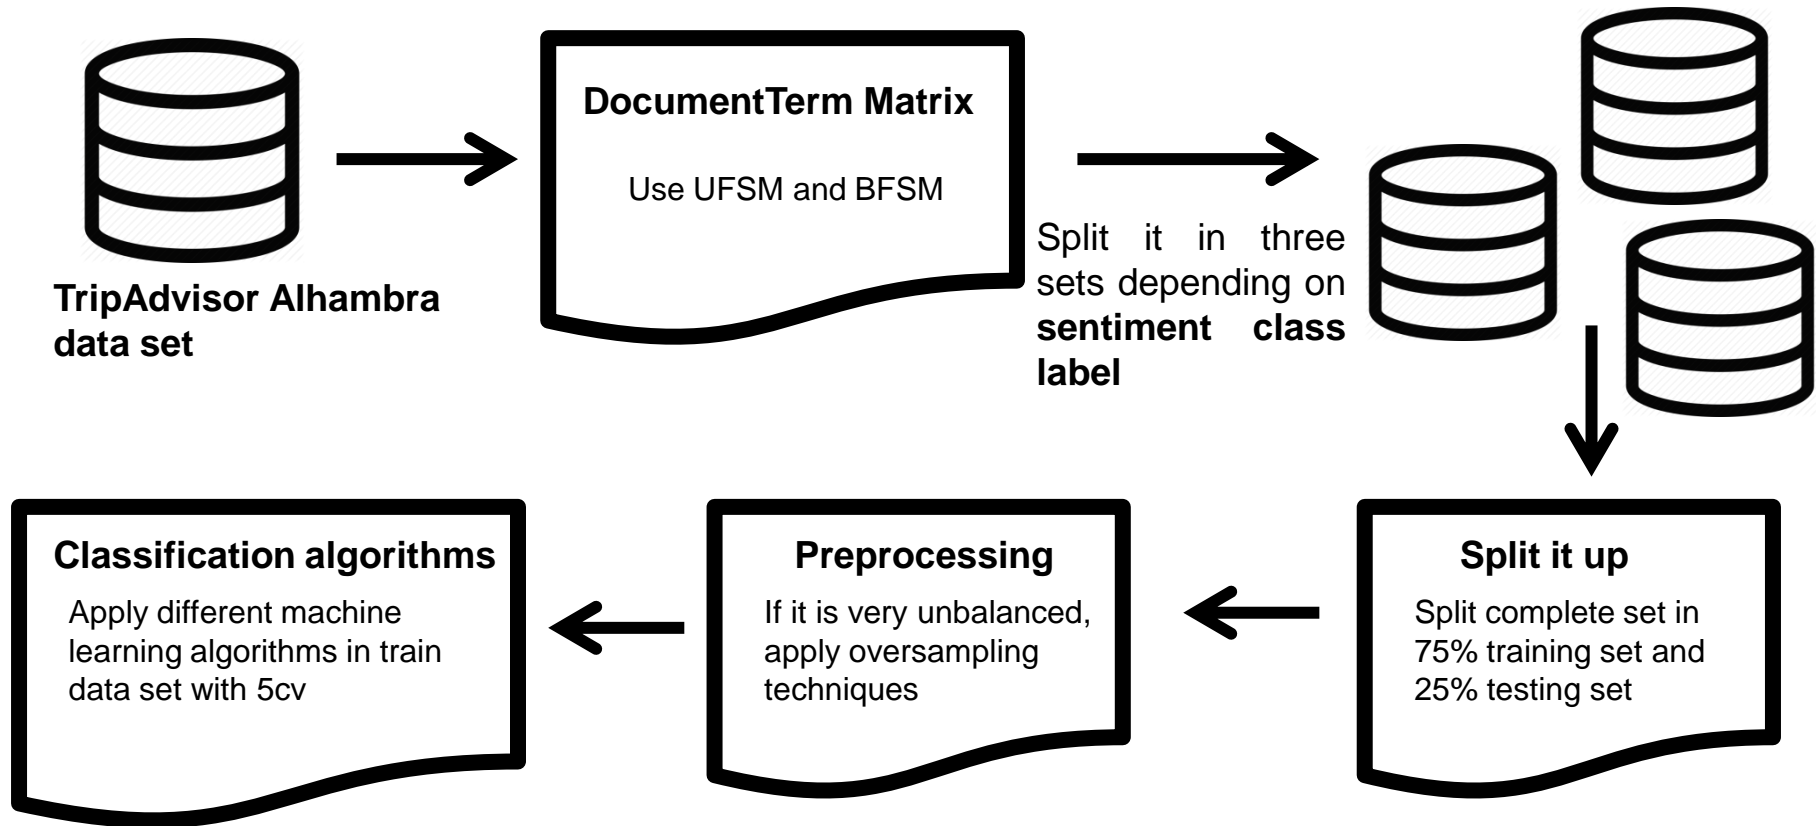 TripAdvisor Alhambra
data set
DocumentTerm Matrix
Use UFSM and BFSM
Split it in three
sets depending on
sentiment class
label
Split it up
Split complete set in
75% training set and
25% testing set
Preprocessing
If it is very unbalanced,
apply oversampling
techniques
Classification algorithms
Apply different machine
learning algorithms in train
data set with 5cv